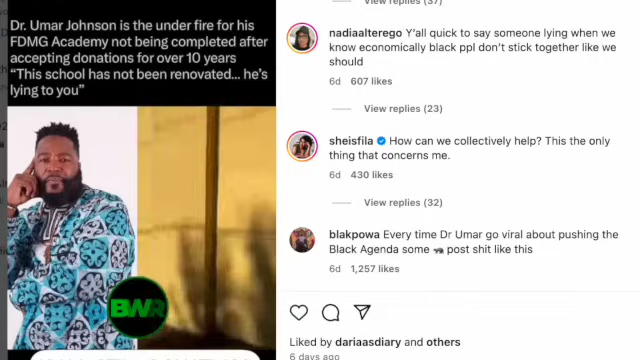 Dr. Umar Johnson is the under fire for his
FDMG Academy not being completed after
accepting donations for over 10 years
“This school has not been renovated... he's
lying to you”
BWR
View replies (37)
nadiaalterego Y'all quick to say someone lying when we
know economically black ppl don't stick together like we
should
6d 607 likes
View replies (23)
sheisfila How can we collectively help? This the only
thing that concerns me.
6d 430 likes
View replies (32)
blakpowa Every time Dr Umar go viral about pushing the
Black Agenda some 🦝 post shit like this
6d 1,257 likes
Liked by dariaasdiary and others
6 days ago